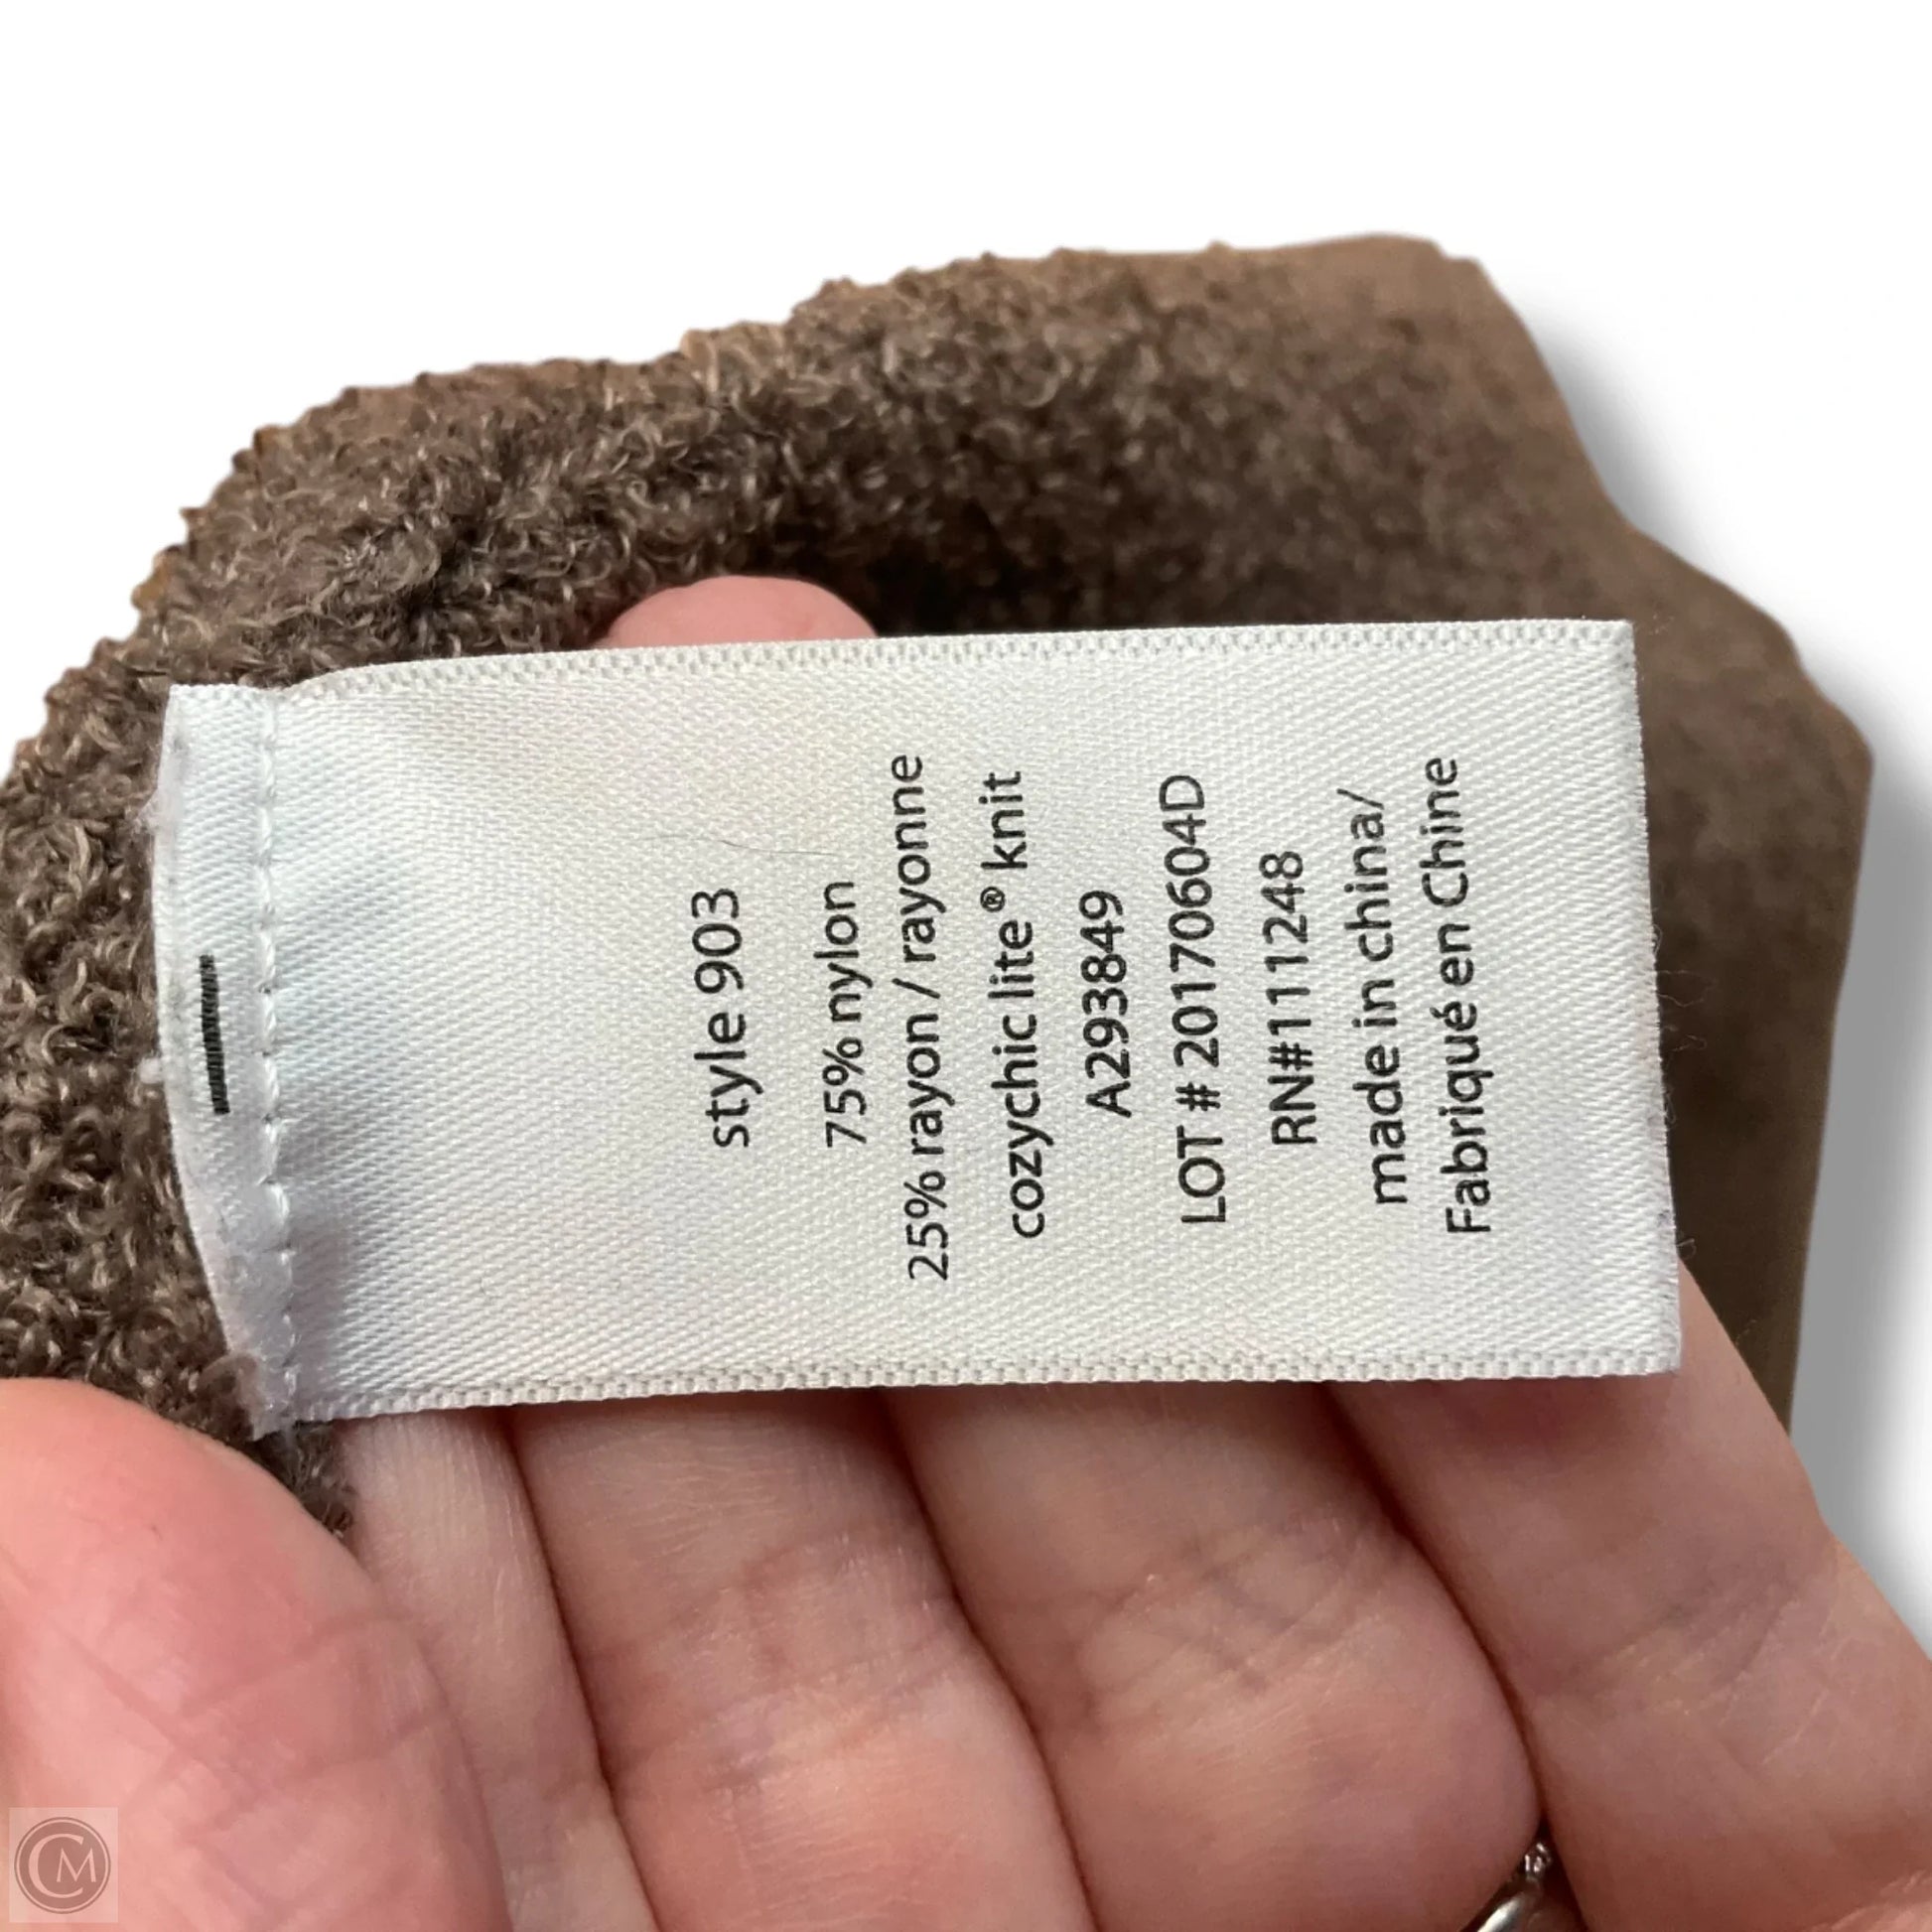 style 903
75% nylon
25% rayon / rayonne
cozychic lite® knit
A293849
LOT # 20170604D
RN#111248
made in china/
Fabriqué en Chine
CM